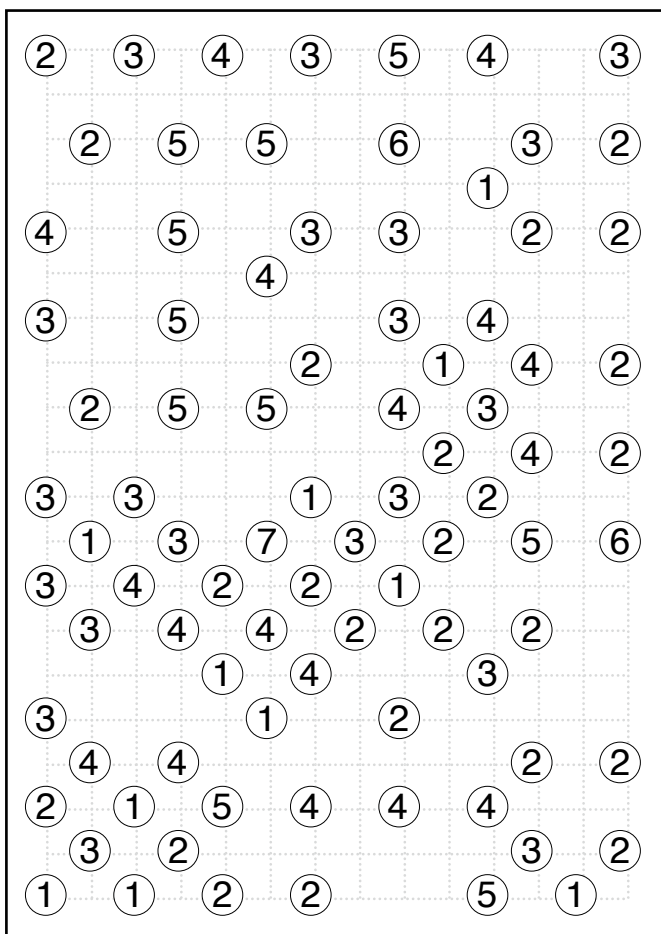 2 3 4 3 5 4 3
2 5 5 6 3 2
1
4 5 3 3 2 2
4
3 5 3 4
2 1 4 2
2 5 5 4 3
2 4 2
3 3 1 3 2
1 3 7 3 2 5 6
3 4 2 2 1
3 4 4 2 2 2
1 4 3
3 1 2
4 4 2 2
2 1 5 4 4 4
3 2 3 2
1 1 2 2 5 1